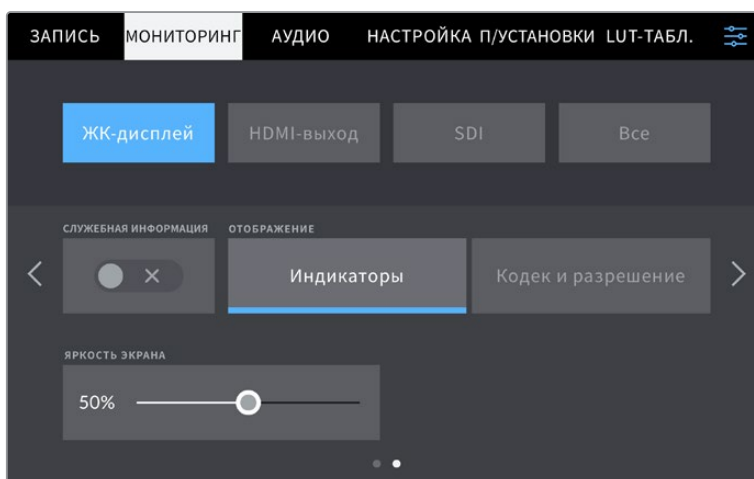 ЗАПИСЬ МОНИТОРИНГ АУДИО НАСТРОЙКА П/УСТАНОВКИ LUT-ТАБЛ.
ЖК-дисплей HDMI-выход SDI Все
СЛУЖЕБНАЯ ИНФОРМАЦИЯ ОТОБРАЖЕНИЕ
Индикаторы Кодек и разрешение
ЯРКОСТЬ ЭКРАНА
50%